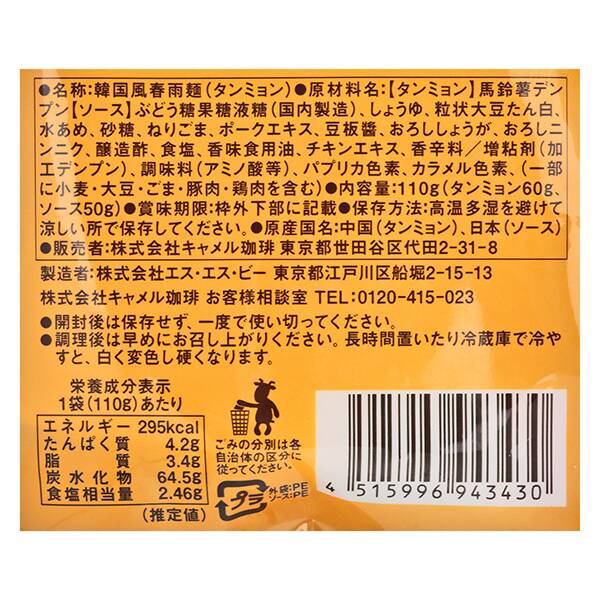 ●名称:韓国風春雨麺(タンミョン)●原材料名:【タンミョン】馬鈴薯デン
プン【ソース】ぶどう糖果糖液糖(国内製造)、しょうゆ、粒状大豆たん白、
水あめ、砂糖、ねりごま、ポークエキス、豆板醤、おろししょうが、おろしニ
ンニク、醸造酢、食塩、香味食用油、チキンエキス、香辛料/増粘剤(加
工デンプン)、調味料(アミノ酸等)、パプリカ色素、カラメル色素、(一部
に小麦・大豆・ごま・豚肉・鶏肉を含む)●内容量:110g(タンミョン60g、
ソース50g)●賞味期限:枠外下部に記載●保存方法:高温多湿を避けて
涼しい所で保存してください。●原産国名:中国(タンミョン)、日本(ソース)
●販売者:株式会社キャメル珈琲 東京都世田谷区代田2-31-8
製造者:株式会社エス・エス・ビー 東京都江戸川区船堀2-15-13
株式会社キャメル珈琲 お客様相談室 TEL:0120-415-023
●開封後は保存せず、一度で使い切ってください。
●調理後は早めにお召し上がりください。長時間置いたり冷蔵庫で冷や
すと、白く変色し硬くなります。
栄養成分表示
1袋(110g)あたり
エネルギー 295kcal
たんぱく質 4.2g
脂質 3.4g
炭水化物 64.5g
食塩相当量 2.46g
(推定値)
ごみの分別は各
自治体の区分に
従ってください。
プラ
外袋:PE
ソース:PE
4 515996 943430